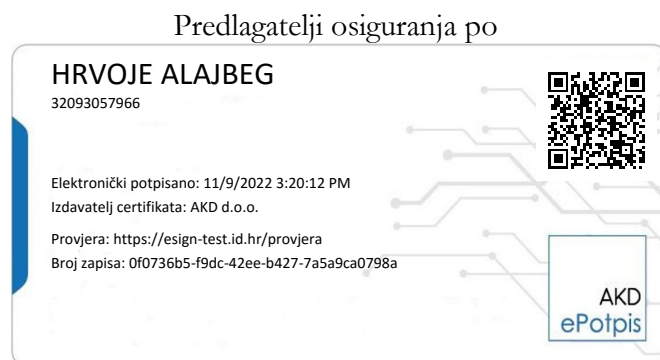 Predlagatelji osiguranja po
HRVOJE ALAJBEG
32093057966
Elektronički potpisano: 11/9/2022 3:20:12 PM
Izdavatelj certifikata: AKD d.o.o.
Provjera: https://esign-test.id.hr/provjera
Broj zapisa: 0f0736b5-f9dc-42ee-b427-7a5a9ca0798a
AKD
ePotpis